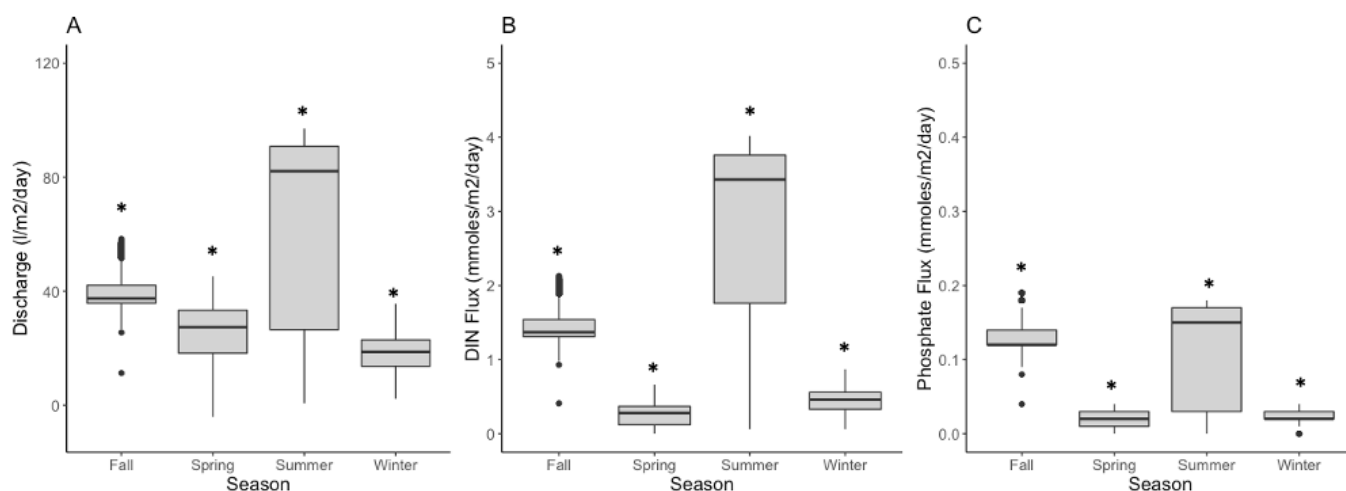 A
Discharge (l/m2/day)
120
80
40
0
*
*
*
*
Fall Spring Summer Winter
Season
B
DIN Flux (mmoles/m2/day)
5
4
3
2
1
0
*
*
*
*
Fall Spring Summer Winter
Season
C
Phosphate Flux (mmoles/m2/day)
0.5
0.4
0.3
0.2
0.1
0.0
*
*
*
*
Fall Spring Summer Winter
Season